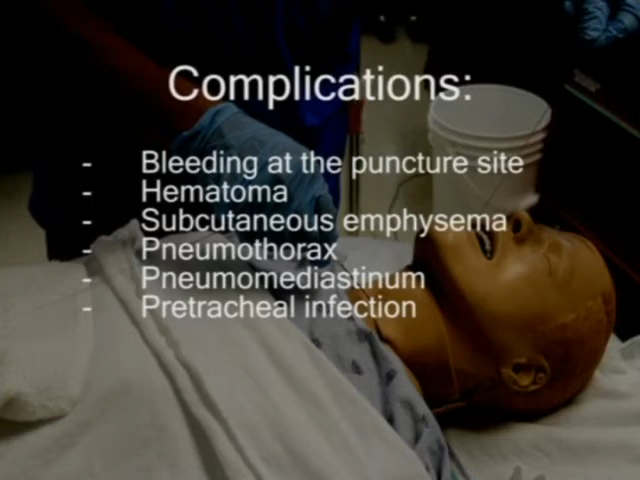 Complications:
- Bleeding at the puncture site
- Hematoma
- Subcutaneous emphysema
- Pneumothorax
- Pneumomediastinum
- Pretracheal infection